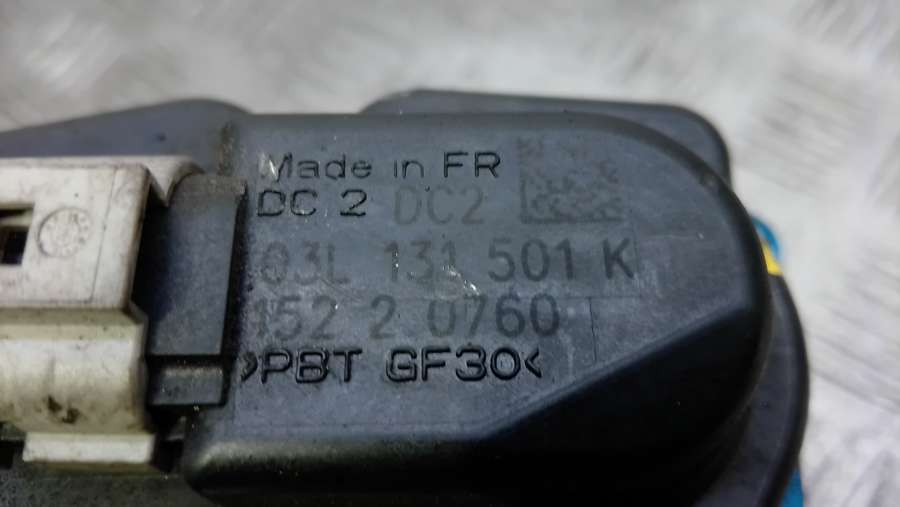 Made in FR
DC 2 DC2
03L 131 501 K
152 2 0760
>PBT GF30<